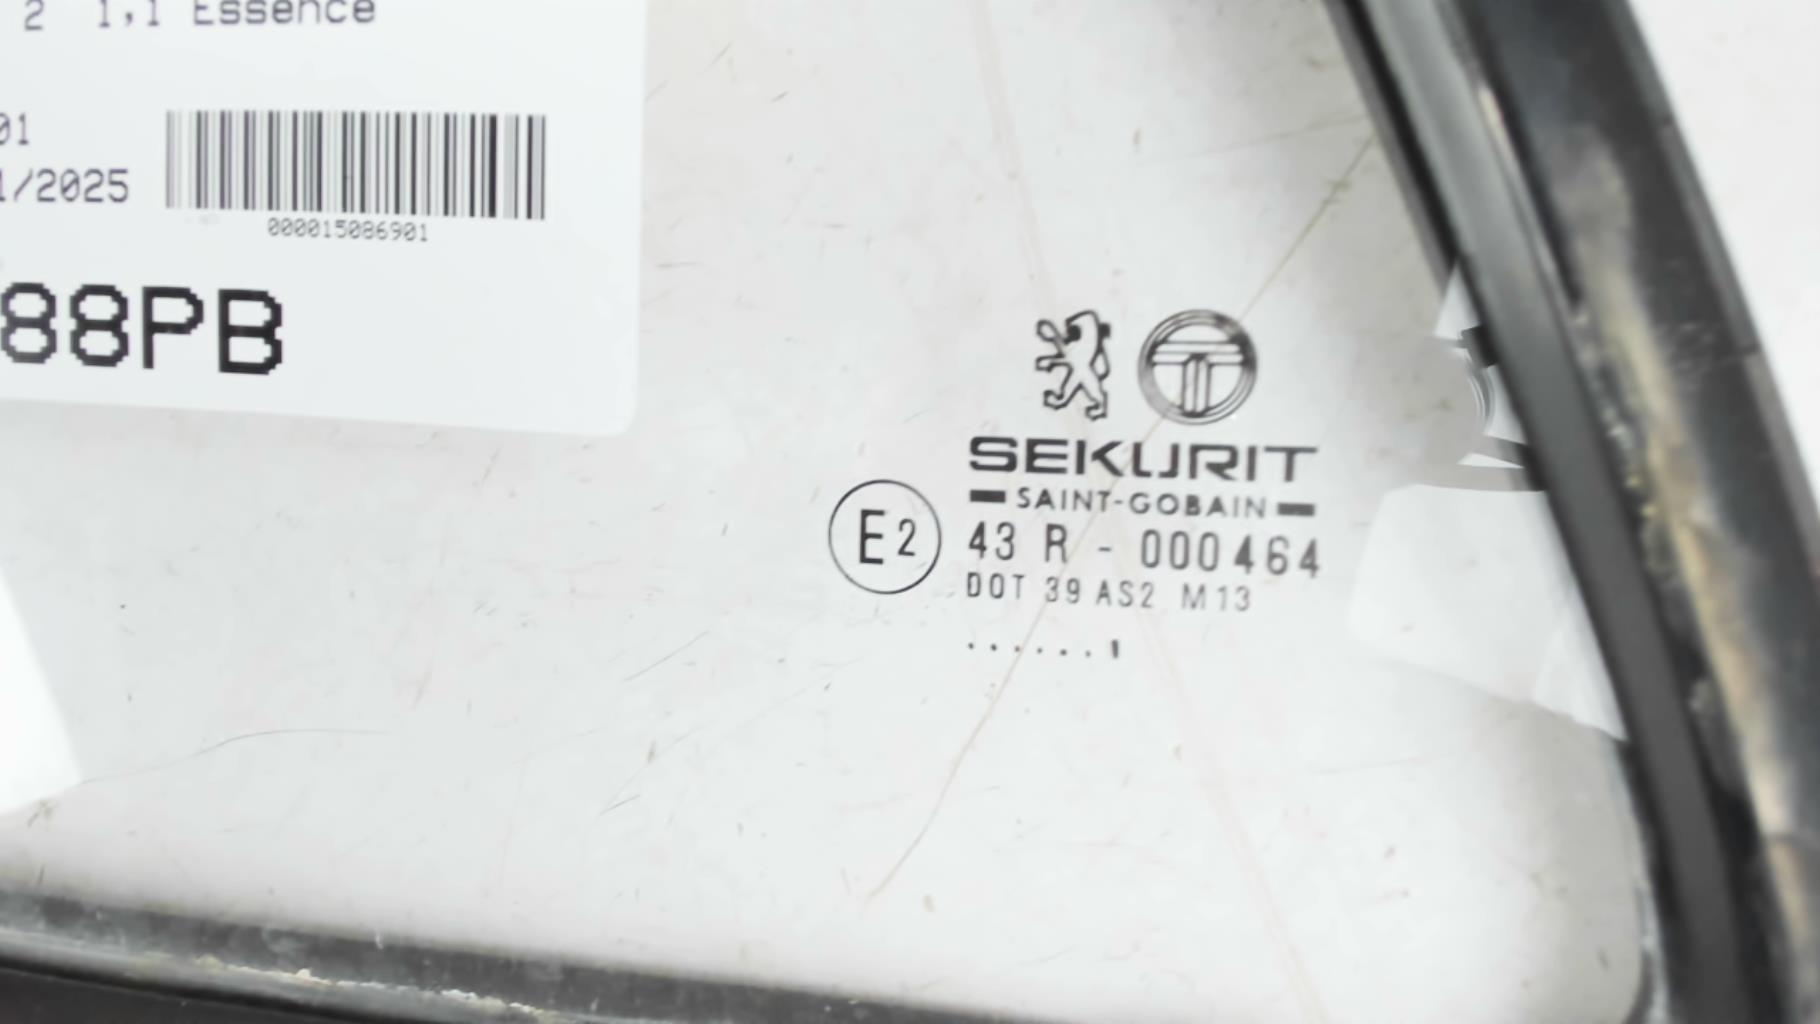 2 1,1 Essence
01
1/2025
000015086901
88PB
SEKURIT
SAINT-GOBAIN
E2
43 R - 000464
DOT 39 AS2 M13
. . . . . . 1